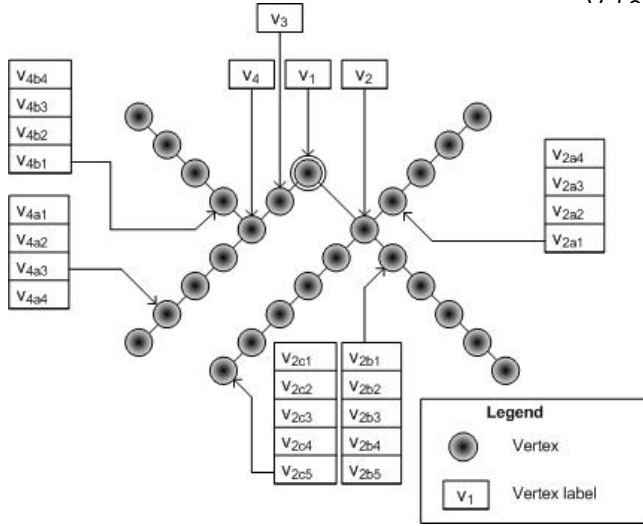 v3
v4
v1
v2
v4b4
v4b3
v4b2
v4b1
v2a4
v2a3
v2a2
v2a1
v4a1
v4a2
v4a3
v4a4
v2c1
v2c2
v2c3
v2c4
v2c5
v2b1
v2b2
v2b3
v2b4
v2b5
Legend
Vertex
v1
Vertex label